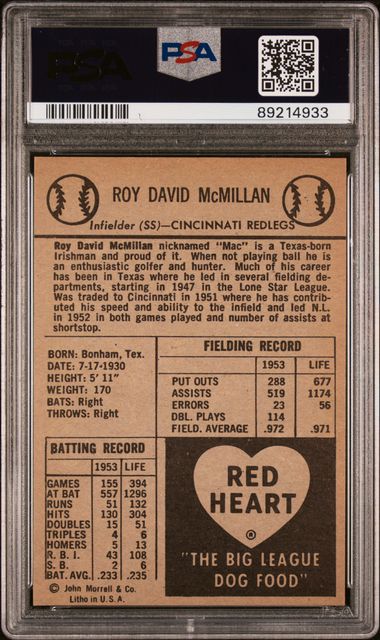 PSA
PSA
89214933
ROY DAVID McMILLAN
Infielder (SS)—CINCINNATI REDLEGS
Roy David McMillan nicknamed "Mac" is a Texas-born
Irishman and proud of it. When not playing ball he is
an enthusiastic golfer and hunter. Much of his career
has been in Texas where he led in several fielding de-
partments, starting in 1947 in the Lone Star League.
Was traded to Cincinnati in 1951 where he has contrib-
uted his speed and ability to the infield and led N.L.
in 1952 in both games played and number of assists at
shortstop.
BORN: Bonham, Tex.
DATE: 7-17-1930
HEIGHT: 5' 11"
WEIGHT: 170
BATS: Right
THROWS: Right
FIELDING RECORD
1953 LIFE
PUT OUTS 288 677
ASSISTS 519 1174
ERRORS 23 56
DBL. PLAYS 114
FIELD. AVERAGE .972 .971
BATTING RECORD
1953 LIFE
GAMES 155 394
AT BAT 557 1296
RUNS 51 132
HITS 130 304
DOUBLES 15 51
TRIPLES 4 6
HOMERS 5 13
R. B. I. 43 108
S. B. 2 6
BAT. AVG. .233 .235
© John Morrell & Co.
Litho in U.S.A.
RED
HEART
®
"THE BIG LEAGUE
DOG FOOD"